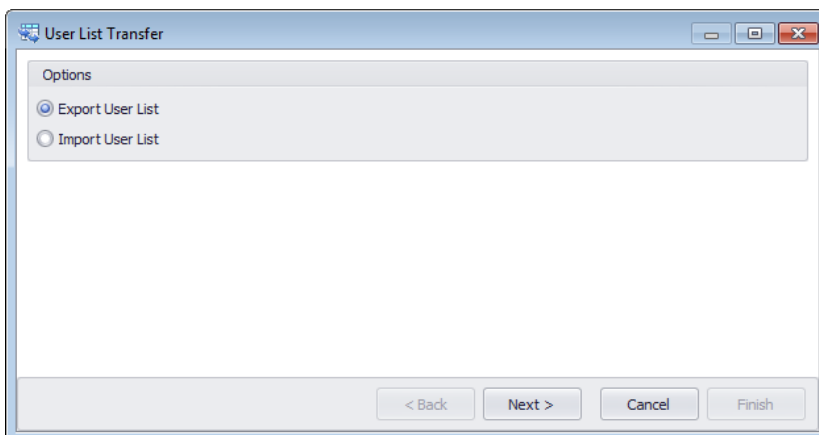 User List Transfer
Options
Export User List
Import User List
< Back Next > Cancel Finish